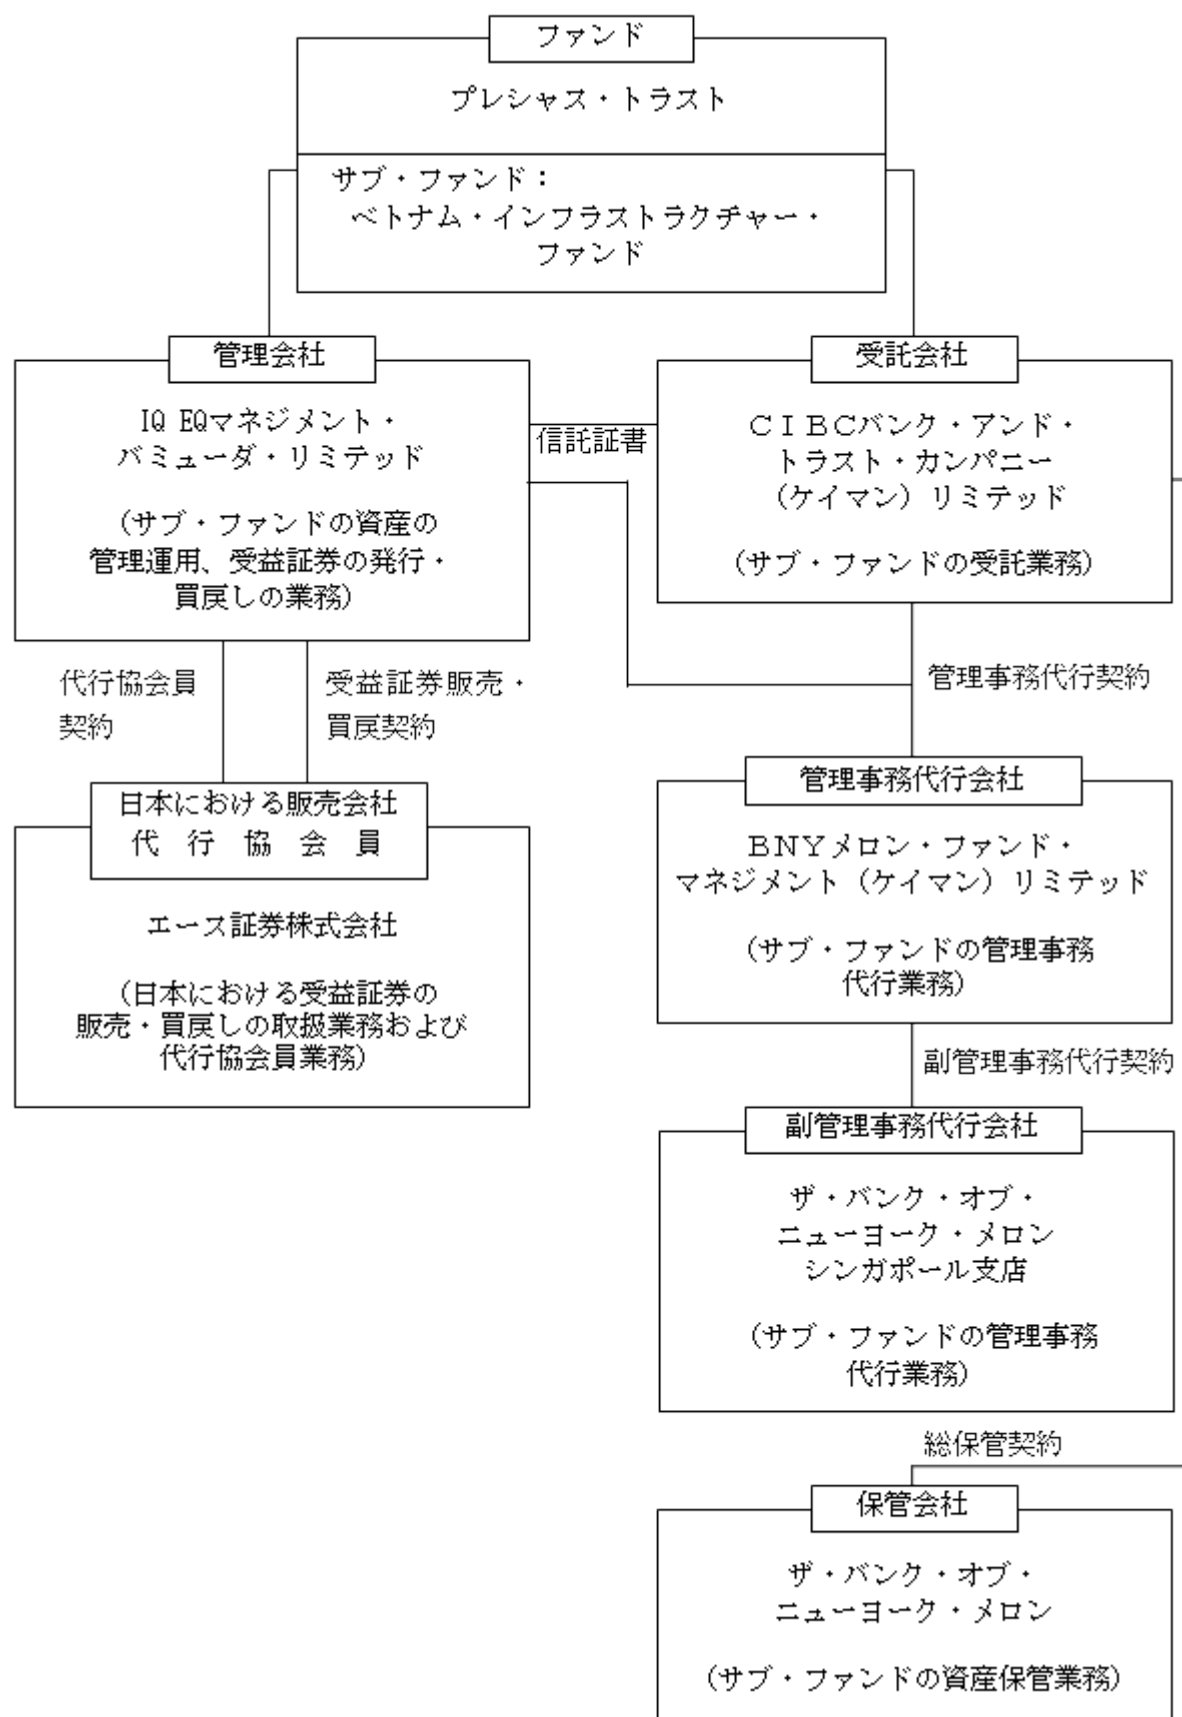 ファンド
プレシャス・トラスト
サブ・ファンド：
ベトナム・インフラストラクチャー・
ファンド
管理会社
IQ EQマネジメント・
バミューダ・リミテッド
（サブ・ファンドの資産の
管理運用、受益証券の発行・
買戻しの業務）
信託証書
受託会社
ＣＩＢＣバンク・アンド・
トラスト・カンパニー
（ケイマン）リミテッド
（サブ・ファンドの受託業務）
代行協会員
契約
受益証券販売・
買戻契約
管理事務代行契約
日本における販売会社
代行協会員
エース証券株式会社
（日本における受益証券の
販売・買戻しの取扱業務および
代行協会員業務）
管理事務代行会社
ＢＮＹメロン・ファンド・
マネジメント（ケイマン）リミテッド
（サブ・ファンドの管理事務
代行業務）
副管理事務代行契約
副管理事務代行会社
ザ・バンク・オブ・
ニューヨーク・メロン
シンガポール支店
（サブ・ファンドの管理事務
代行業務）
総保管契約
保管会社
ザ・バンク・オブ・
ニューヨーク・メロン
（サブ・ファンドの資産保管業務）